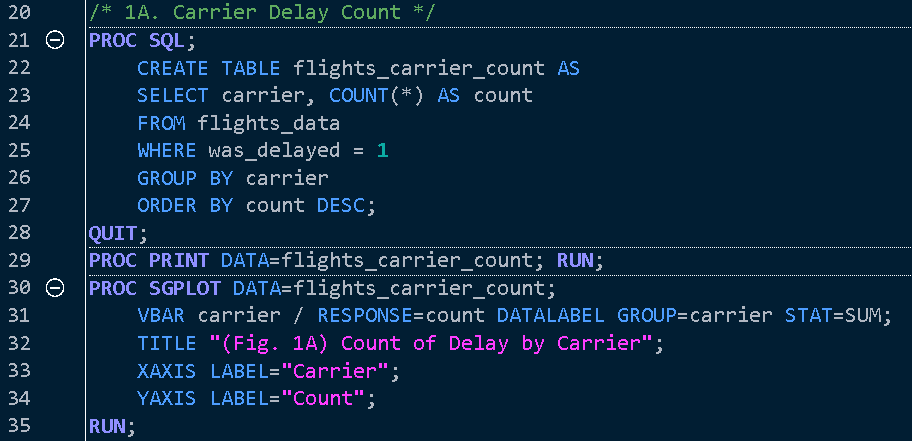 20 /* 1A. Carrier Delay Count */
21 PROC SQL;
22 CREATE TABLE flights_carrier_count AS
23 SELECT carrier, COUNT(*) AS count
24 FROM flights_data
25 WHERE was_delayed = 1
26 GROUP BY carrier
27 ORDER BY count DESC;
28 QUIT;
29 PROC PRINT DATA=flights_carrier_count; RUN;
30 PROC SGPLOT DATA=flights_carrier_count;
31 VBAR carrier / RESPONSE=count DATALABEL GROUP=carrier STAT=SUM;
32 TITLE "(Fig. 1A) Count of Delay by Carrier";
33 XAXIS LABEL="Carrier";
34 YAXIS LABEL="Count";
35 RUN;